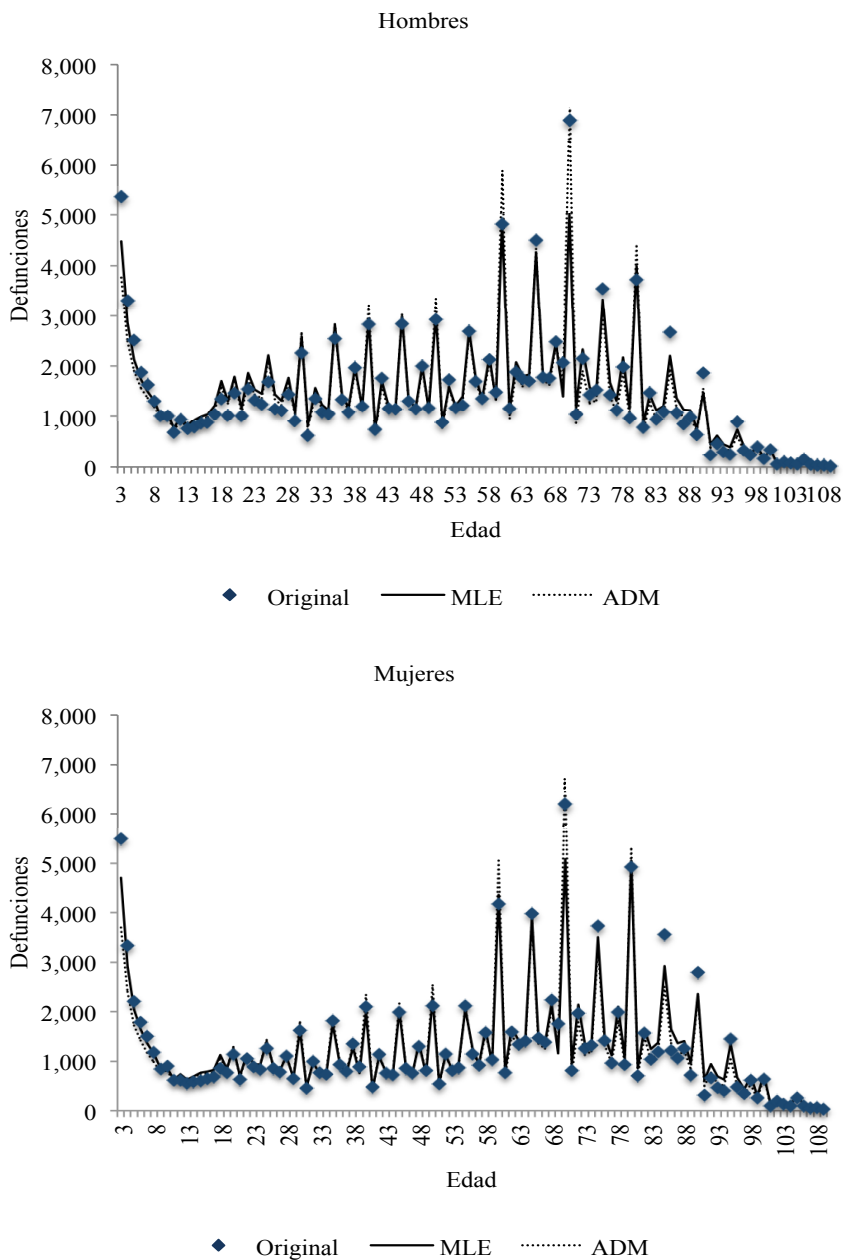 Hombres
8,000
7,000
6,000
5,000
4,000
3,000
2,000
1,000
0
Defunciones
3 8 13 18 23 28 33 38 43 48 53 58 63 68 73 78 83 88 93 98 103108
Edad
Original MLE ADM
Mujeres
8,000
7,000
6,000
5,000
4,000
3,000
2,000
1,000
0
Defunciones
3 8 13 18 23 28 33 38 43 48 53 58 63 68 73 78 83 88 93 98 103 108
Edad
Original MLE ADM